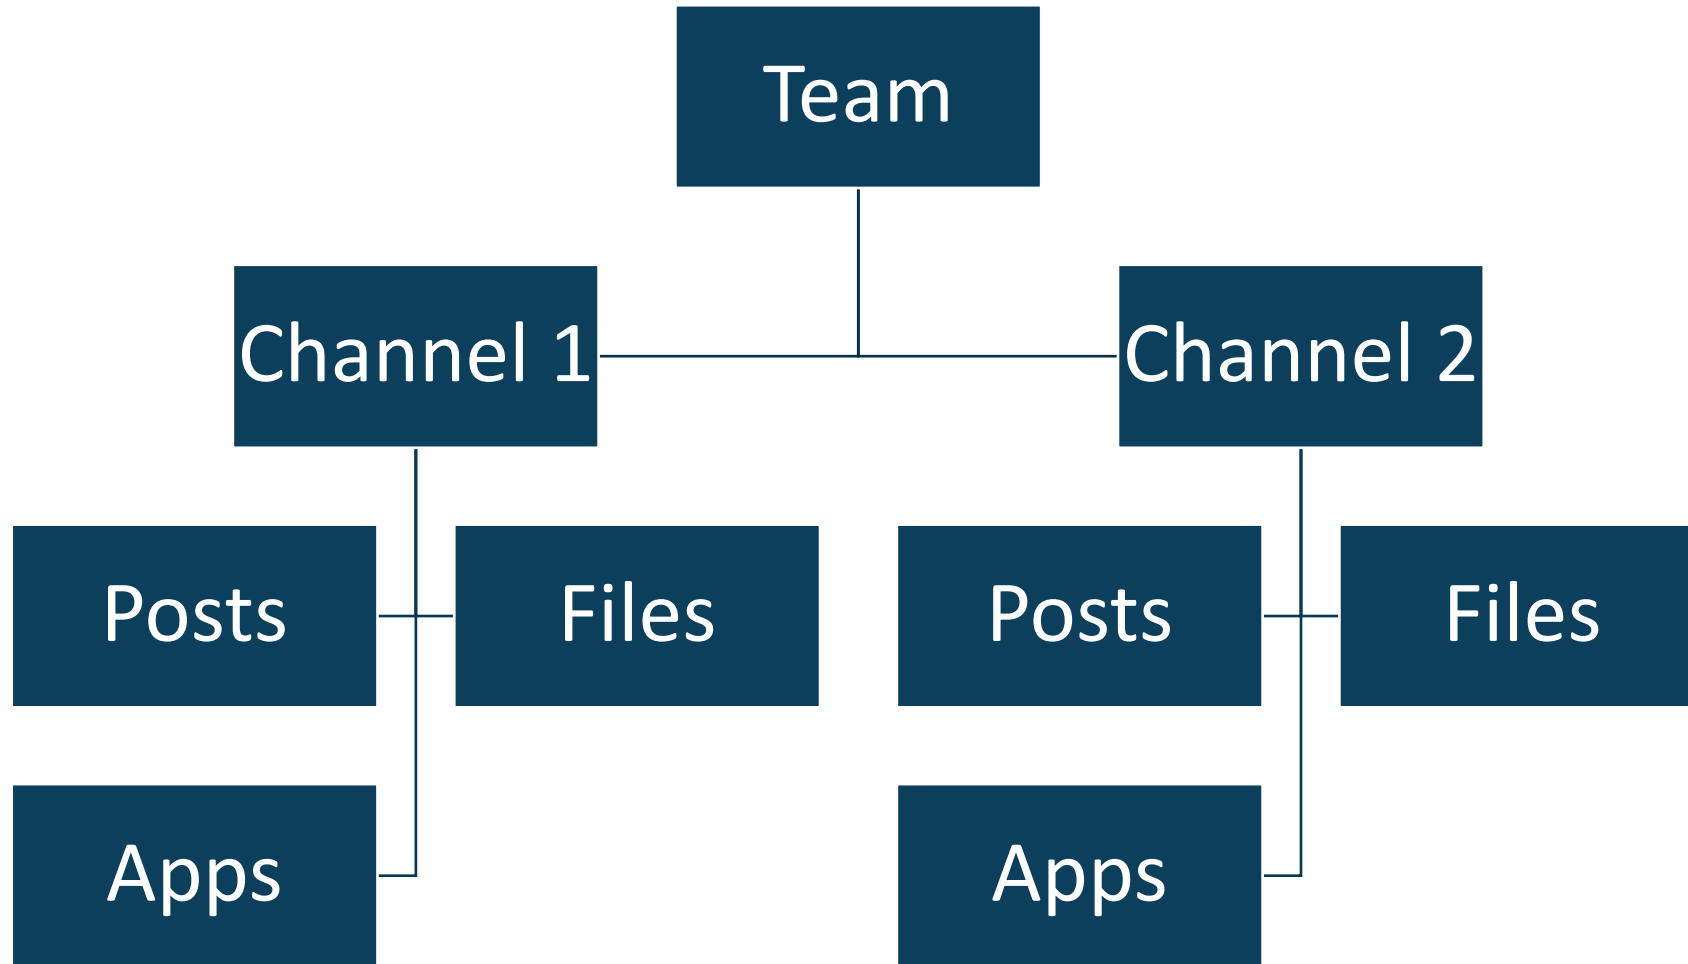 Team
Channel 1
Channel 2
Posts
Files
Posts
Files
Apps
Apps